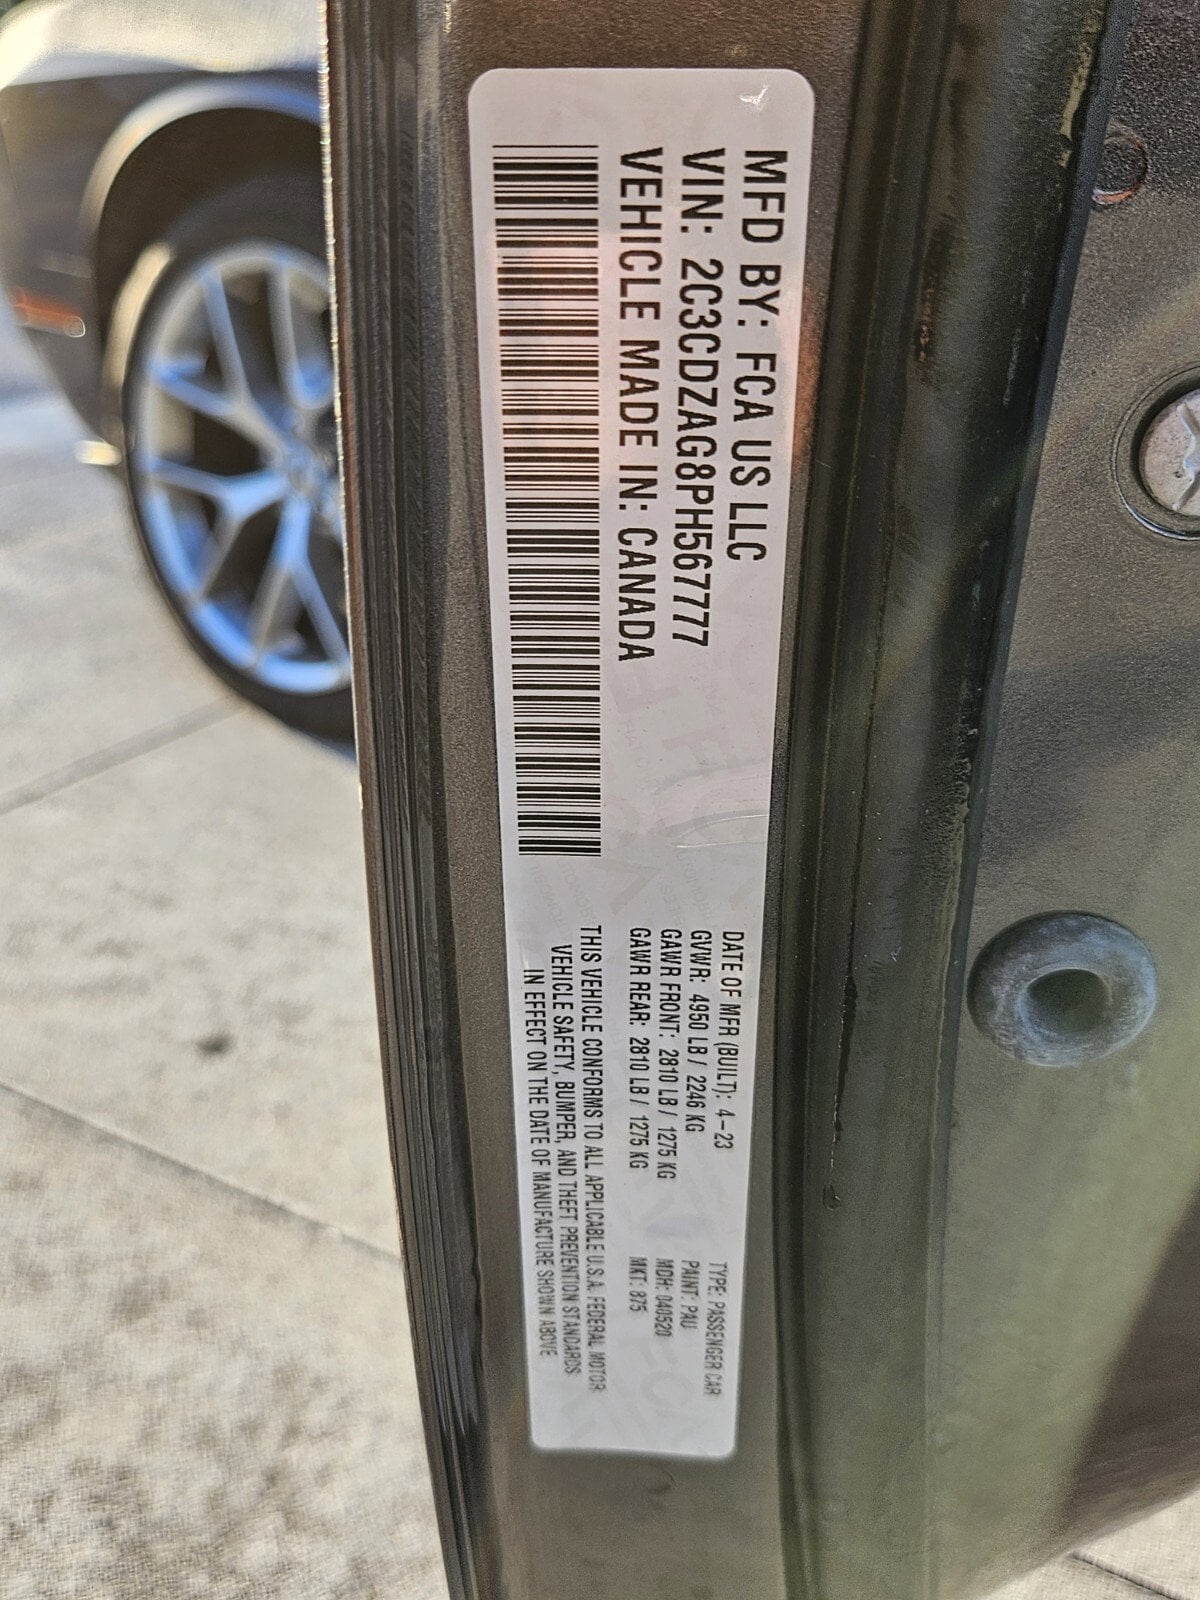 MFD BY: FCA US LLC
VIN: 2C3CDZAG8PH567777
VEHICLE MADE IN: CANADA
DATE OF MFR (BUILT): 4-23
GVWR: 4950 LB / 2246 KG
GAWR FRONT: 2810 LB / 1275 KG
GAWR REAR: 2810 LB / 1275 KG
TYPE: PASSENGER CAR
PAINT: PAU
MDH: 040520
MKT: 875
THIS VEHICLE CONFORMS TO ALL APPLICABLE U.S.A. FEDERAL MOTOR
VEHICLE SAFETY, BUMPER, AND THEFT PREVENTION STANDARDS
IN EFFECT ON THE DATE OF MANUFACTURE SHOWN ABOVE